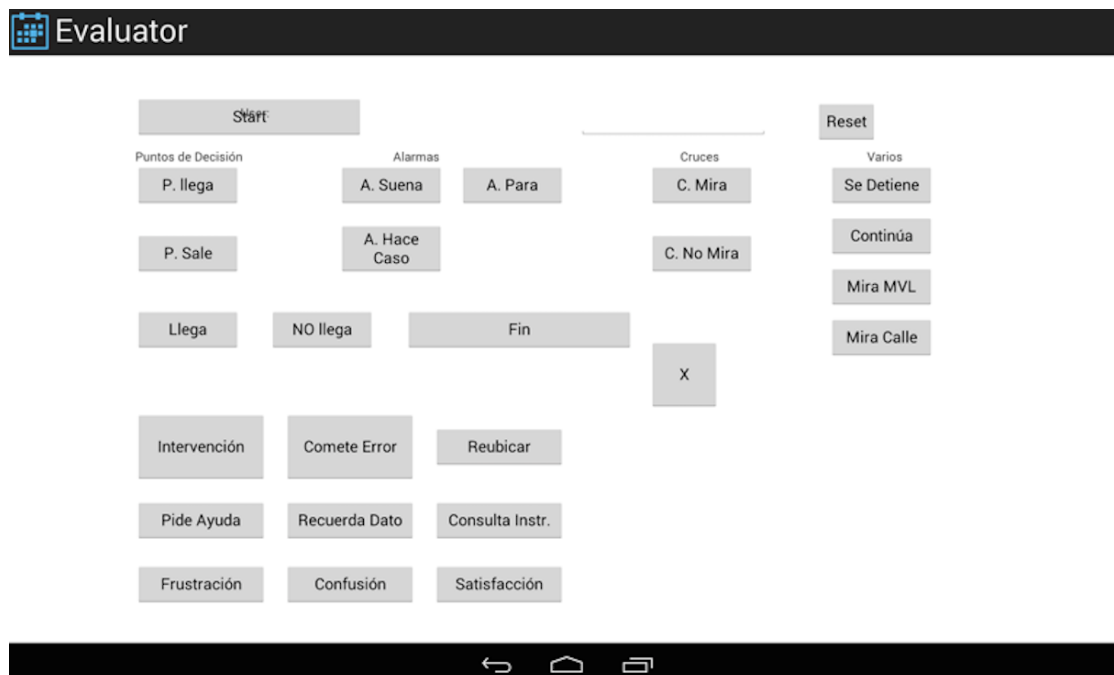 Evaluator
Start
User:
Reset
Puntos de Decisión
Alarmas
Cruces
Varios
P. llega
A. Suena
A. Para
C. Mira
Se Detiene
P. Sale
A. Hace
Caso
C. No Mira
Continúa
Mira MVL
Llega
NO llega
Fin
Mira Calle
X
Intervención
Comete Error
Reubicar
Pide Ayuda
Recuerda Dato
Consulta Instr.
Frustración
Confusión
Satisfacción